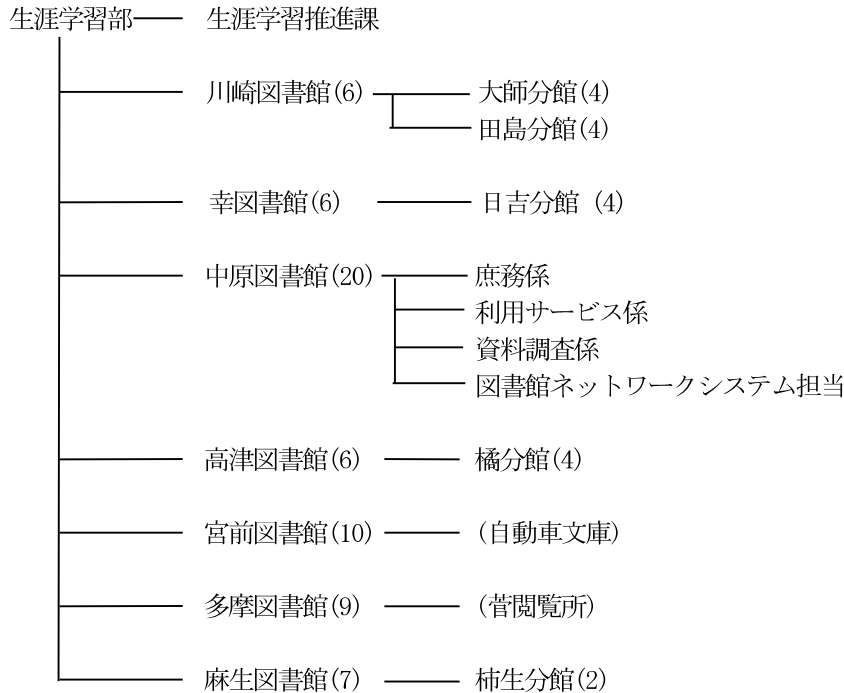 生涯学習部 生涯学習推進課
川崎図書館(6) 大師分館(4)
田島分館(4)
幸図書館(6) 日吉分館 (4)
中原図書館(20) 庶務係
利用サービス係
資料調査係
図書館ネットワークシステム担当
高津図書館(6) 橘分館(4)
宮前図書館(10) (自動車文庫)
多摩図書館(9) (菅閲覧所)
麻生図書館(7) 柿生分館(2)